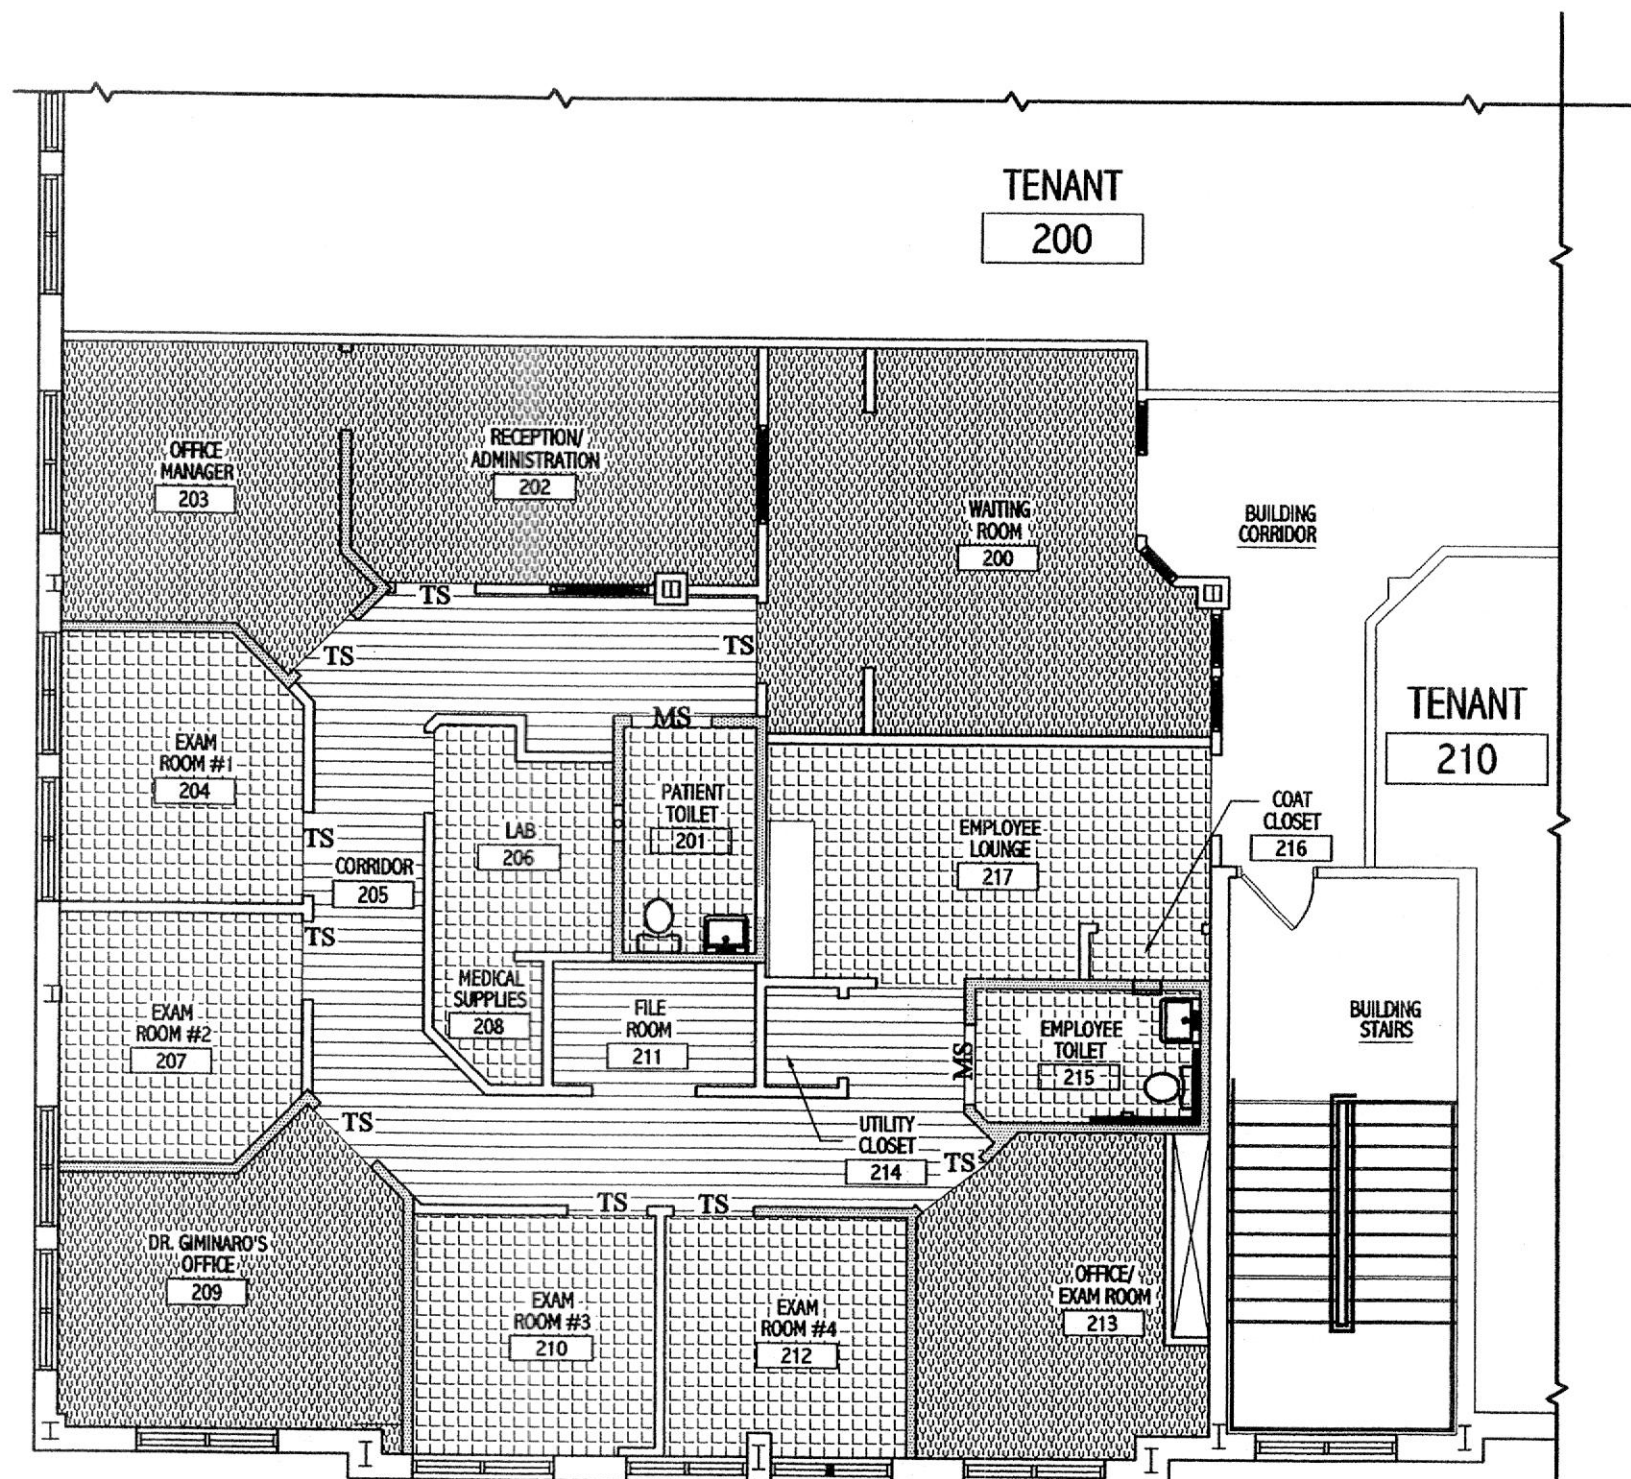 TENANT
200
OFFICE
MANAGER
203
RECEPTION/
ADMINISTRATION
202
WAITING
ROOM
200
BUILDING
CORRIDOR
TS
TS
TS
TENANT
210
MS
EXAM
ROOM #1
204
PATIENT
TOILET
201
LAB
206
EMPLOYEE
LOUNGE
217
COAT
CLOSET
216
TS
CORRIDOR
205
TS
MEDICAL
SUPPLIES
208
FILE
ROOM
211
EXAM
ROOM #2
207
MS
EMPLOYEE
TOILET
215
BUILDING
STAIRS
TS
UTILITY
CLOSET
214
TS
TS
TS
DR. GIMINARO'S
OFFICE
209
EXAM
ROOM #3
210
EXAM
ROOM #4
212
OFFICE/
EXAM ROOM
213